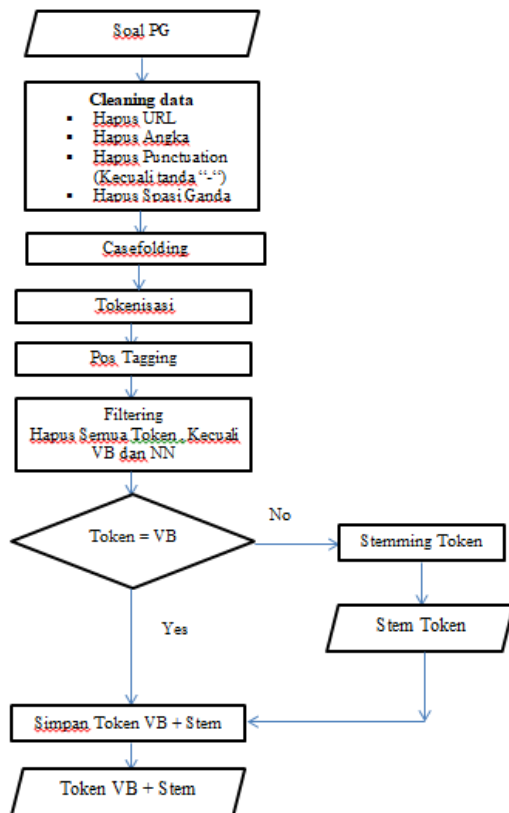 Soal PG
Cleaning data
▪ Hapus URL
▪ Hapus Angka
▪ Hapus Punctuation
(Kecuali tanda “-“)
▪ Hapus Spasi Ganda
Casefolding
Tokenisasi
Pos Tagging
Filtering
Hapus Semua Token , Kecuali
VB dan NN
Token = VB
No
Stemming Token
Stem Token
Yes
Simpan Token VB + Stem
Token VB + Stem